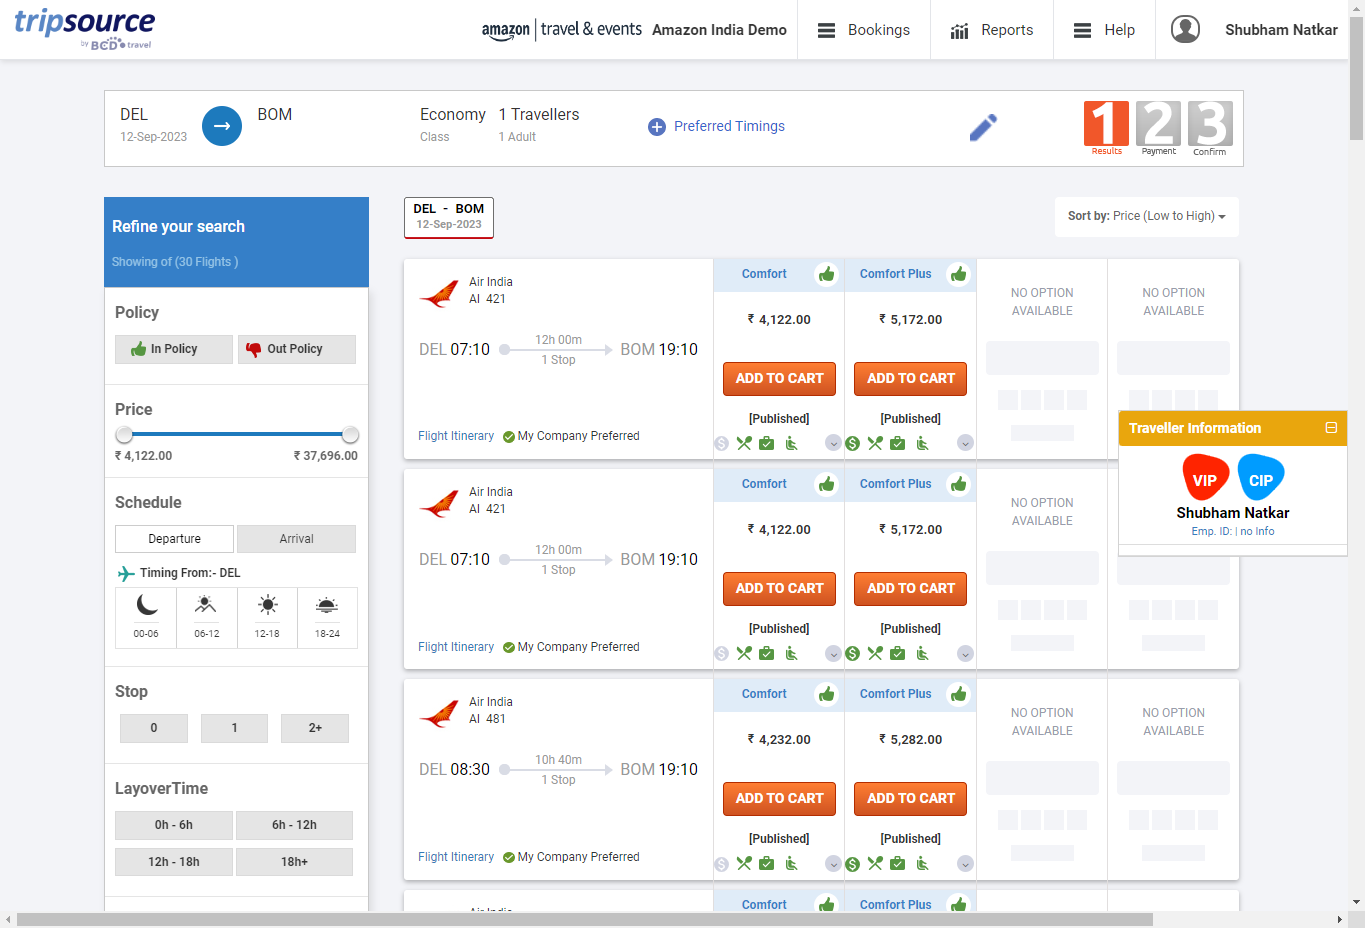 tripsource
by BCD travel
amazon | travel & events
Amazon India Demo
Bookings
Reports
Help
Shubham Natkar
DEL
12-Sep-2023
BOM
Economy
Class
1 Travellers
1 Adult
Preferred Timings
1 2 3
Results Payment Confirm
Refine your search
Showing of (30 Flights )
Policy
In Policy
Out Policy
Price
₹ 4,122.00
₹ 37,696.00
Schedule
Departure
Arrival
Timing From:- DEL
00-06 06-12 12-18 18-24
Stop
0 1 2+
LayoverTime
0h - 6h 6h - 12h
12h - 18h 18h+
DEL - BOM
12-Sep-2023
Sort by: Price (Low to High)
Air India
AI 421
DEL 07:10
12h 00m
1 Stop
BOM 19:10
Flight Itinerary
My Company Preferred
Comfort
₹ 4,122.00
ADD TO CART
[Published]
Comfort Plus
₹ 5,172.00
ADD TO CART
[Published]
NO OPTION
AVAILABLE
NO OPTION
AVAILABLE
Air India
AI 421
DEL 07:10
12h 00m
1 Stop
BOM 19:10
Flight Itinerary
My Company Preferred
Comfort
₹ 4,122.00
ADD TO CART
[Published]
Comfort Plus
₹ 5,172.00
ADD TO CART
[Published]
NO OPTION
AVAILABLE
Traveller Information
VIP CIP
Shubham Natkar
Emp. ID: | no Info
Air India
AI 481
DEL 08:30
10h 40m
1 Stop
BOM 19:10
Flight Itinerary
My Company Preferred
Comfort
₹ 4,232.00
ADD TO CART
[Published]
Comfort Plus
₹ 5,282.00
ADD TO CART
[Published]
NO OPTION
AVAILABLE
NO OPTION
AVAILABLE
Air India
Comfort
Comfort Plus